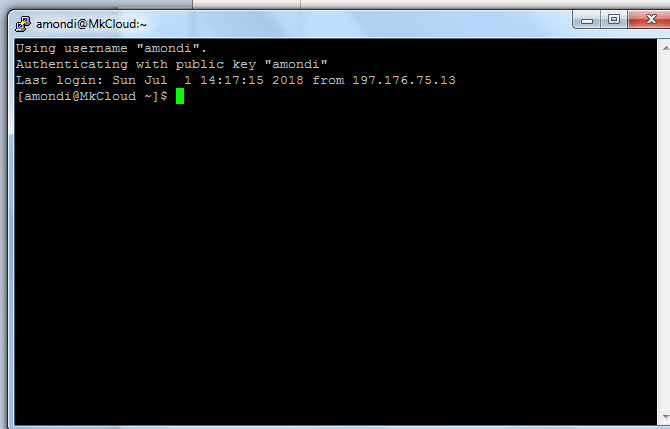 amondi@MkCloud:~
Using username "amondi".
Authenticating with public key "amondi"
Last login: Sun Jul  1 14:17:15 2018 from 197.176.75.13
[amondi@MkCloud ~]$